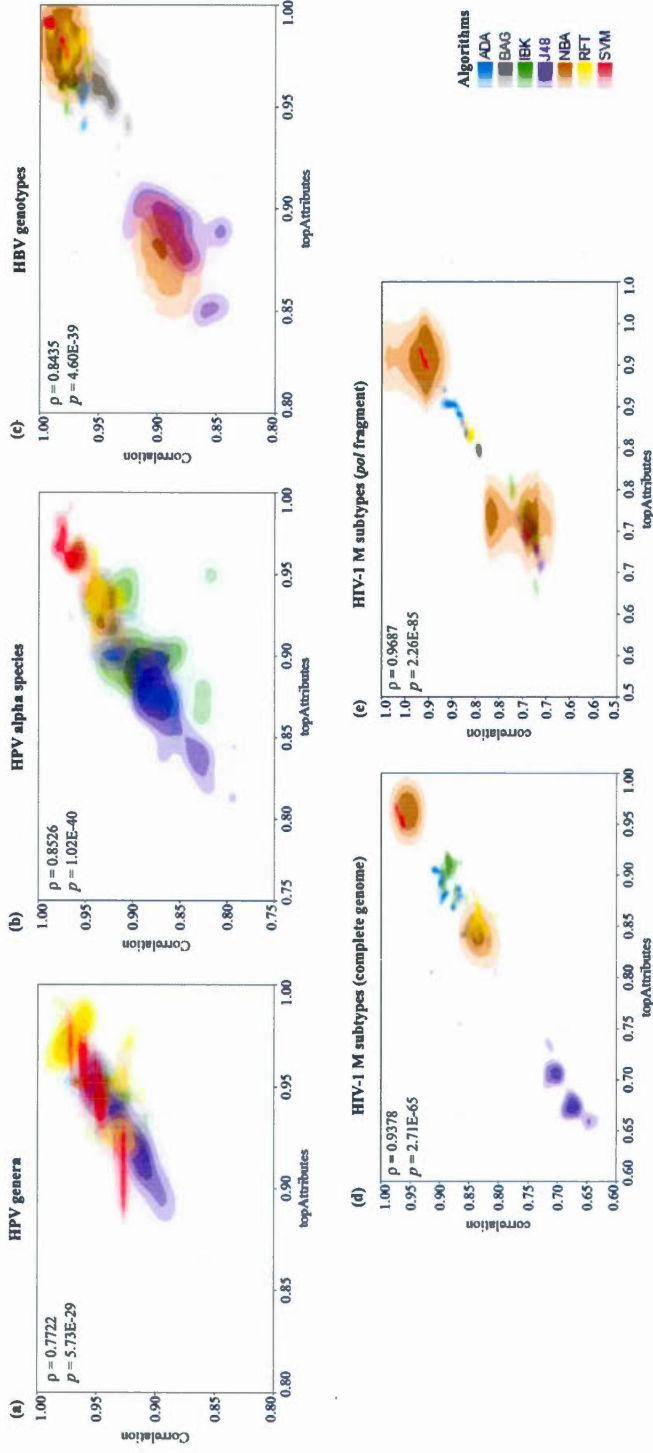 (a)
HPV genera
ρ = 0.7722
p = 5.73E-29
Correlation
1.00
0.95
0.90
0.85
0.80
0.80
0.85
0.90
0.95
1.00
topAttributes
(b)
HPV alpha species
ρ = 0.8526
p = 1.02E-40
Correlation
1.00
0.95
0.90
0.85
0.80
0.75
0.75
0.80
0.85
0.90
0.95
1.00
topAttributes
(c)
HBV genotypes
ρ = 0.8435
p = 4.60E-39
Correlation
1.00
0.95
0.90
0.85
0.80
0.80
0.85
0.90
0.95
1.00
topAttributes
(d)
HIV-1 M subtypes (complete genome)
ρ = 0.9378
p = 2.71E-65
correlation
1.00
0.95
0.90
0.85
0.80
0.75
0.70
0.65
0.60
0.60
0.65
0.70
0.75
0.80
0.85
0.90
0.95
1.00
topAttributes
(e)
HIV-1 M subtypes (pol fragment)
ρ = 0.9687
p = 2.26E-85
correlation
1.0
1.0
0.9
0.9
0.8
0.8
0.7
0.7
0.6
0.6
0.5
0.5
0.6
0.6
0.7
0.7
0.8
0.8
0.9
0.9
1.0
1.0
topAttributes
Algorithms
ADA
BAG
IBK
J48
NBA
RFT
SVM